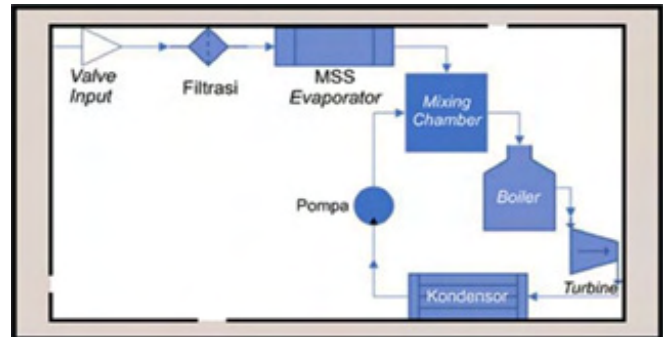 Valve
Input
Filtrasi
MSS
Evaporator
Mixing
Chamber
Boiler
Pompa
Kondensor
Turbine